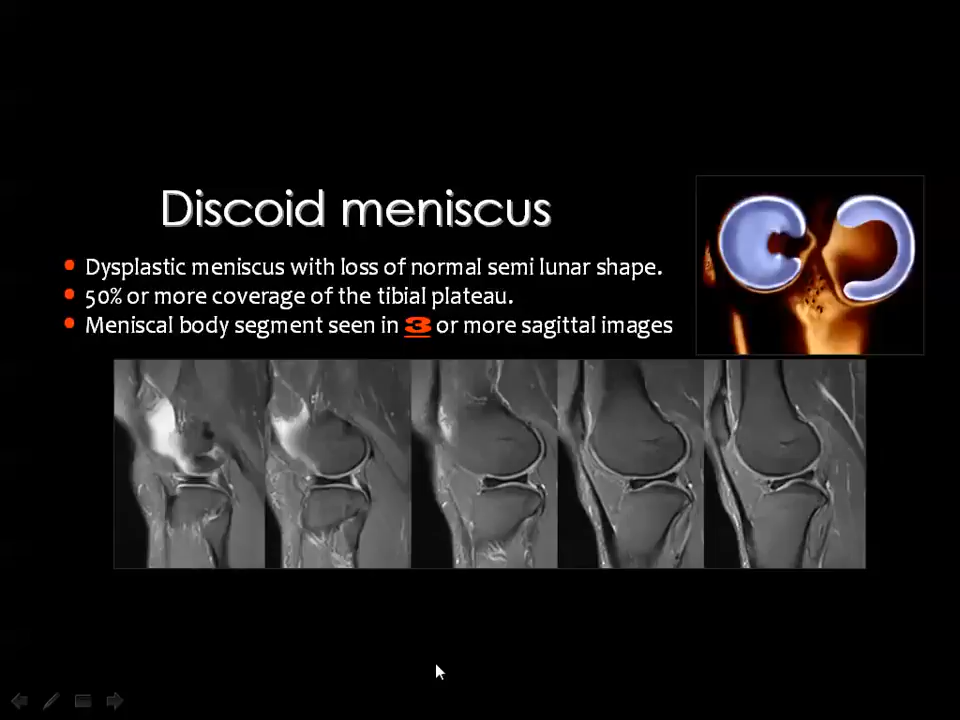 Discoid meniscus
Dysplastic meniscus with loss of normal semi lunar shape.
50% or more coverage of the tibial plateau.
Meniscal body segment seen in 3 or more sagittal images